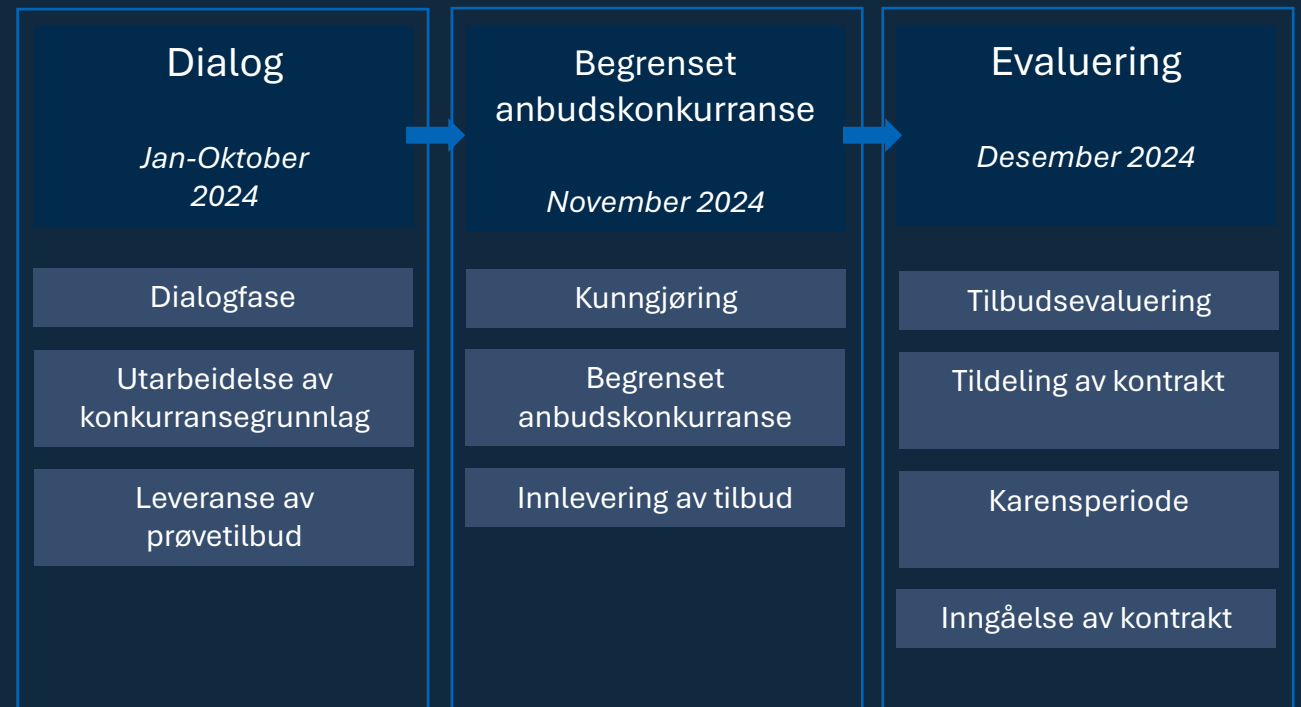 Dialog
Jan-Oktober
2024
Dialogfase
Utarbeidelse av
konkurransegrunnlag
Leveranse av
prøvetilbud
Begrenset
anbudskonkurranse
November 2024
Kunngjøring
Begrenset
anbudskonkurranse
Innlevering av tilbud
Evaluering
Desember 2024
Tilbudsevaluering
Tildeling av kontrakt
Karensperiode
Inngåelse av kontrakt